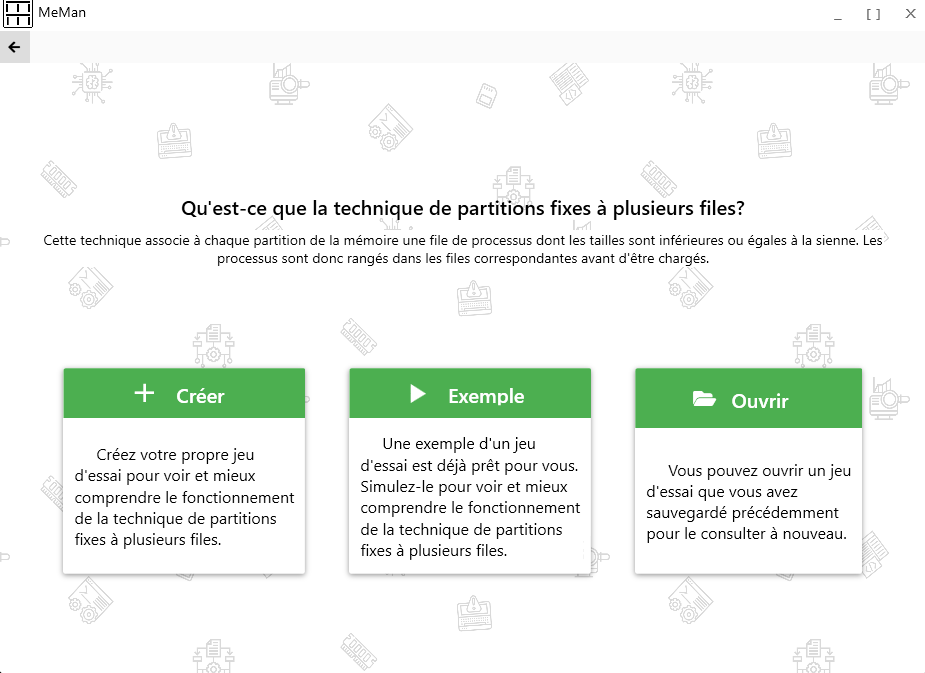 MeMan
Qu'est-ce que la technique de partitions fixes à plusieurs files?
Cette technique associe à chaque partition de la mémoire une file de processus dont les tailles sont inférieures ou égales à la sienne. Les
processus sont donc rangés dans les files correspondantes avant d'être chargés.
Créer
Créez votre propre jeu
d'essai pour voir et mieux
comprendre le fonctionnement
de la technique de partitions
fixes à plusieurs files.
Exemple
Une exemple d'un jeu
d'essai est déjà prêt pour vous.
Simulez-le pour voir et mieux
comprendre le fonctionnement
de la technique de partitions
fixes à plusieurs files.
Ouvrir
Vous pouvez ouvrir un jeu
d'essai que vous avez
sauvegardé précédemment
pour le consulter à nouveau.